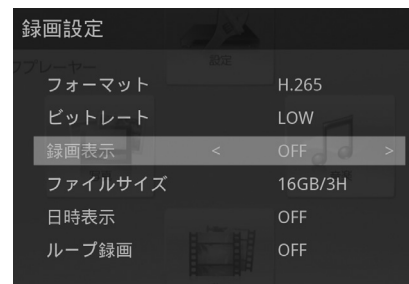 録画設定
設定
フォーマット H.265
ビットレート LOW
録画表示 < OFF >
ファイルサイズ 16GB/3H
日時表示 OFF
ループ録画 OFF